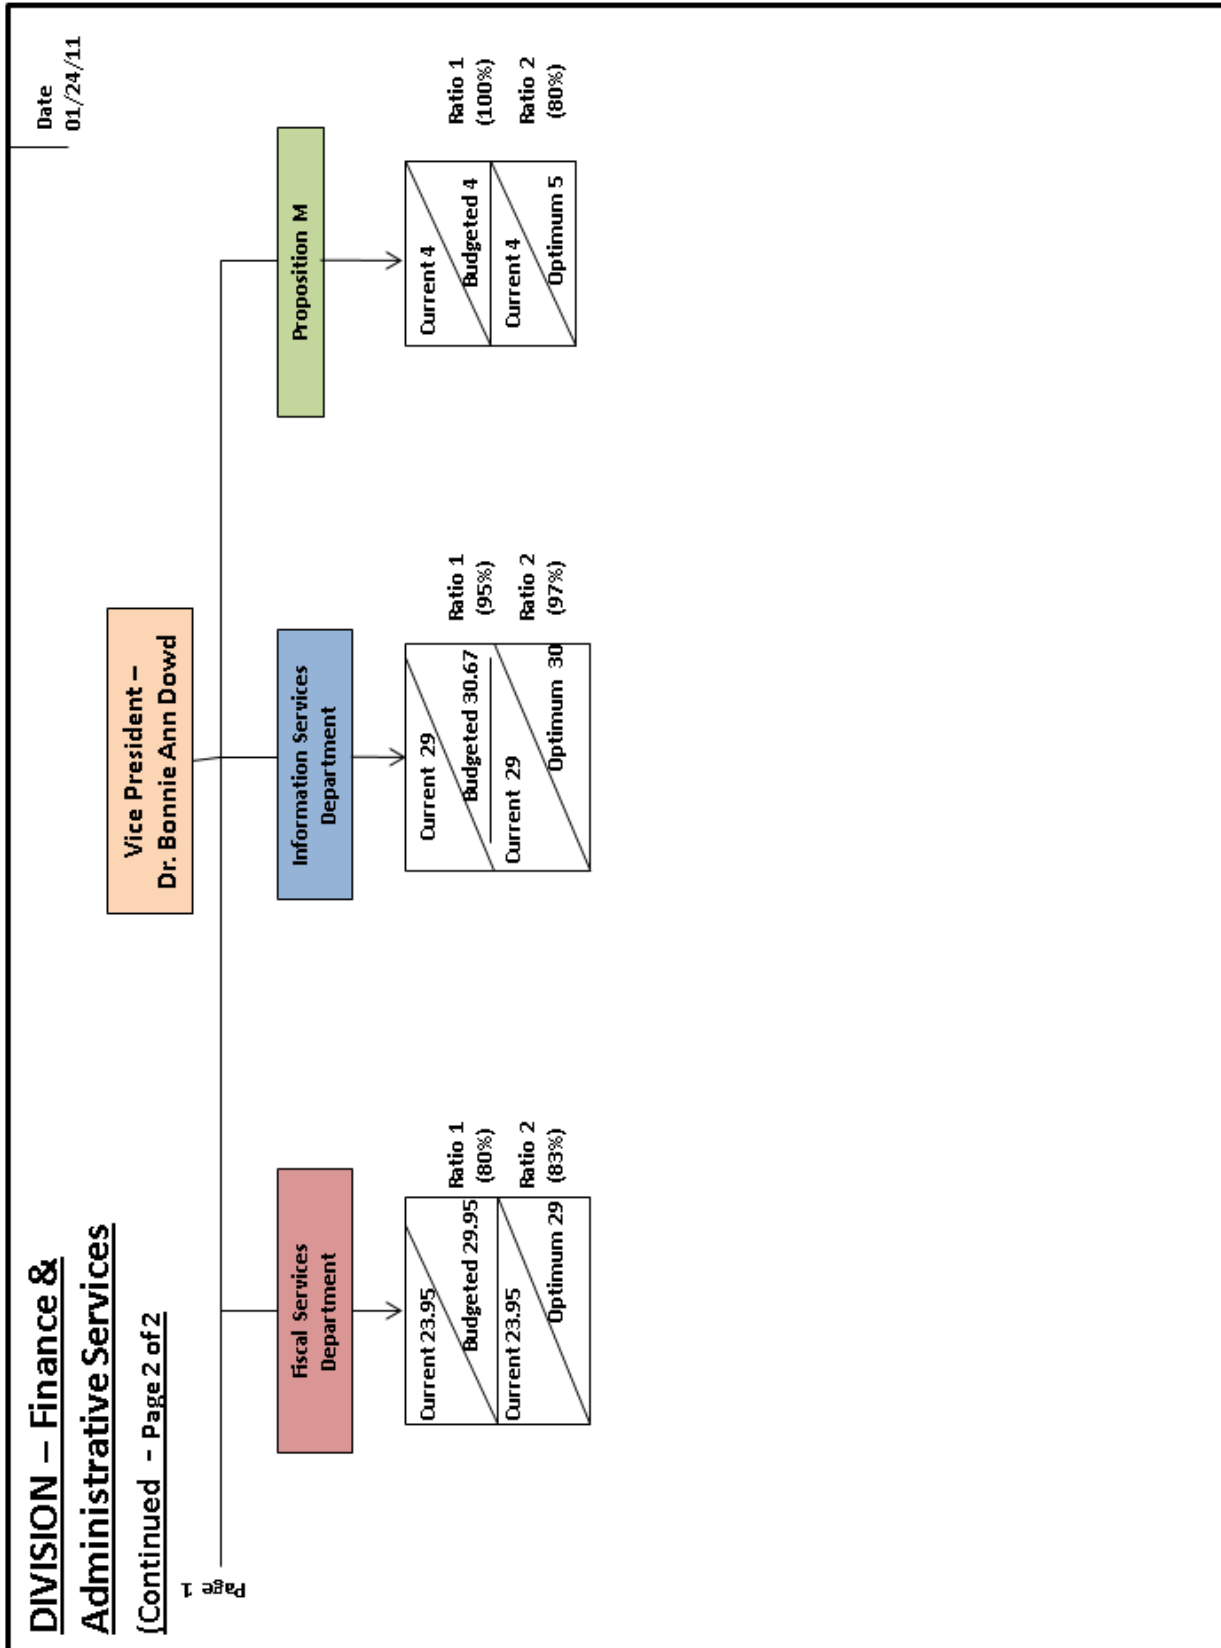 DIVISION – Finance &
Administrative Services
(Continued - Page 2 of 2
Date
01/24/11
Page 1
Vice President –
Dr. Bonnie Ann Dowd
Fiscal Services
Department
Current 23.95
Budgeted 29.95
Current 23.95
Optimum 29
Ratio 1
(80%)
Ratio 2
(83%)
Information Services
Department
Current 29
Budgeted 30.67
Current 29
Optimum 30
Ratio 1
(95%)
Ratio 2
(97%)
Proposition M
Current 4
Budgeted 4
Current 4
Optimum 5
Ratio 1
(100%)
Ratio 2
(80%)